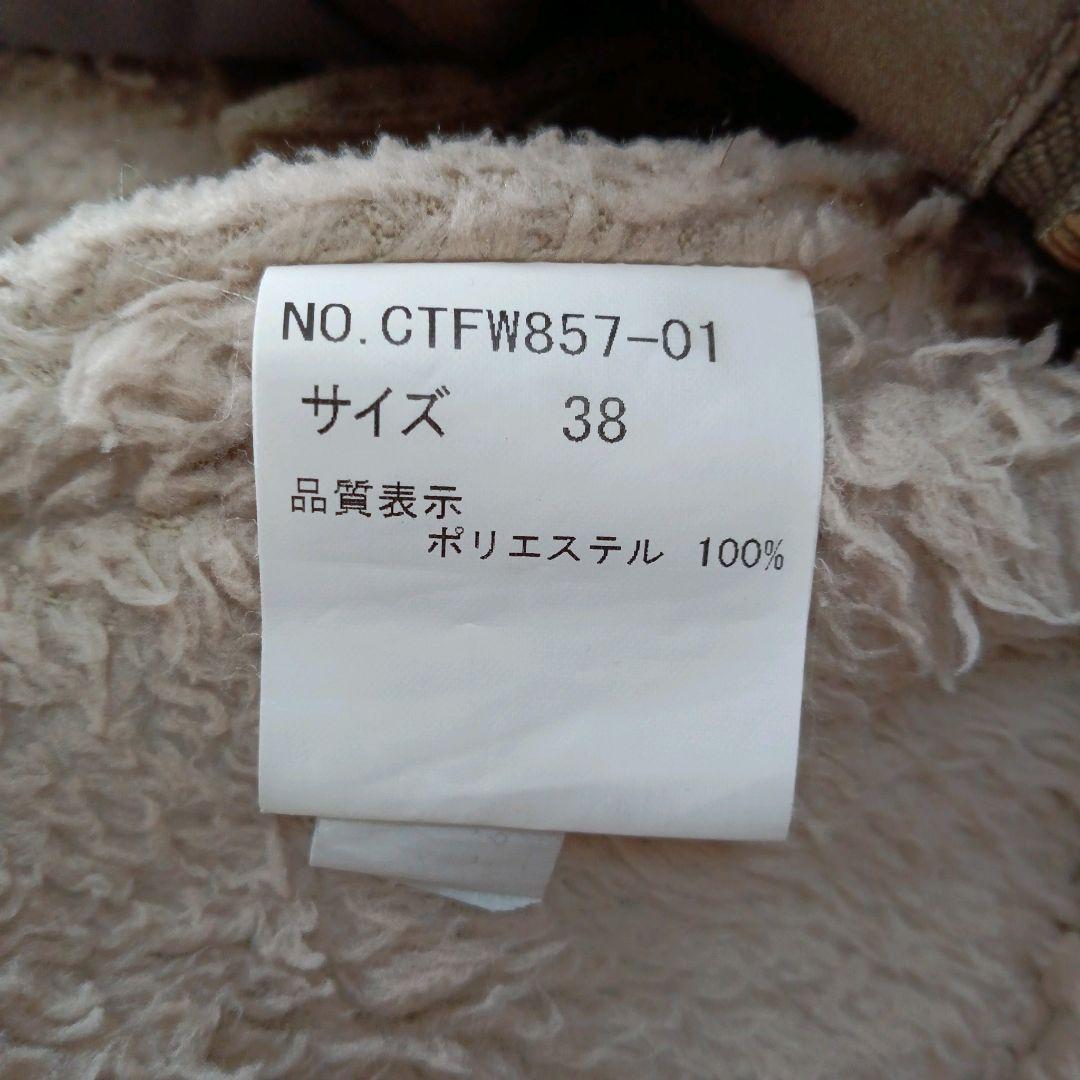 NO.CTFW857-01
サイズ 38
品質表示
ポリエステル 100%